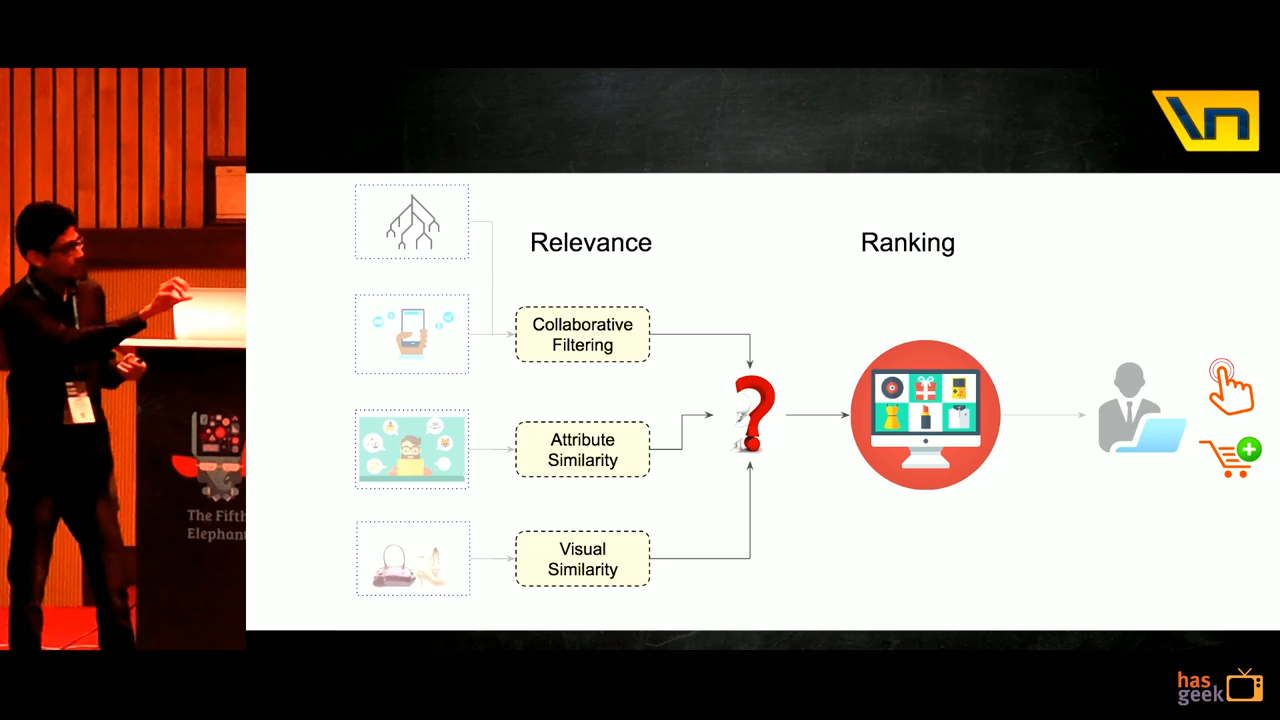 \n
Relevance
Ranking
Collaborative
Filtering
Attribute
Similarity
Visual
Similarity
The Fifth
Elephant
has
geek